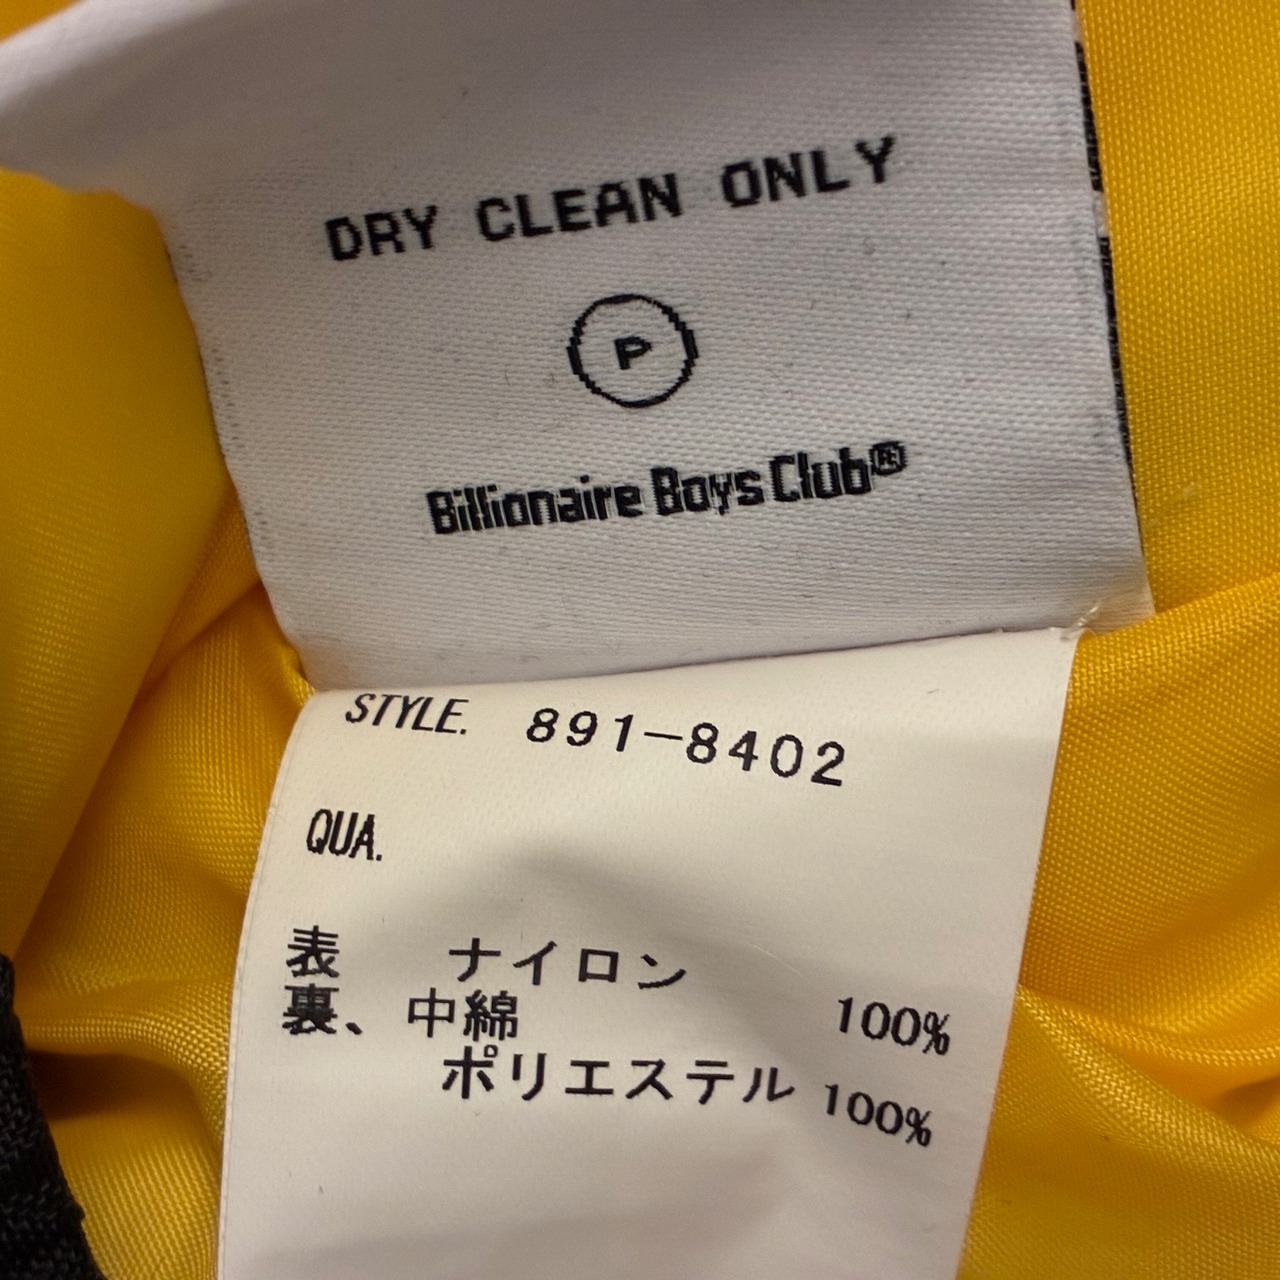 DRY CLEAN ONLY
P
Billionaire Boys Club®
STYLE. 891-8402
QUA.
表 ナイロン 100%
裏、中綿
ポリエステル 100%